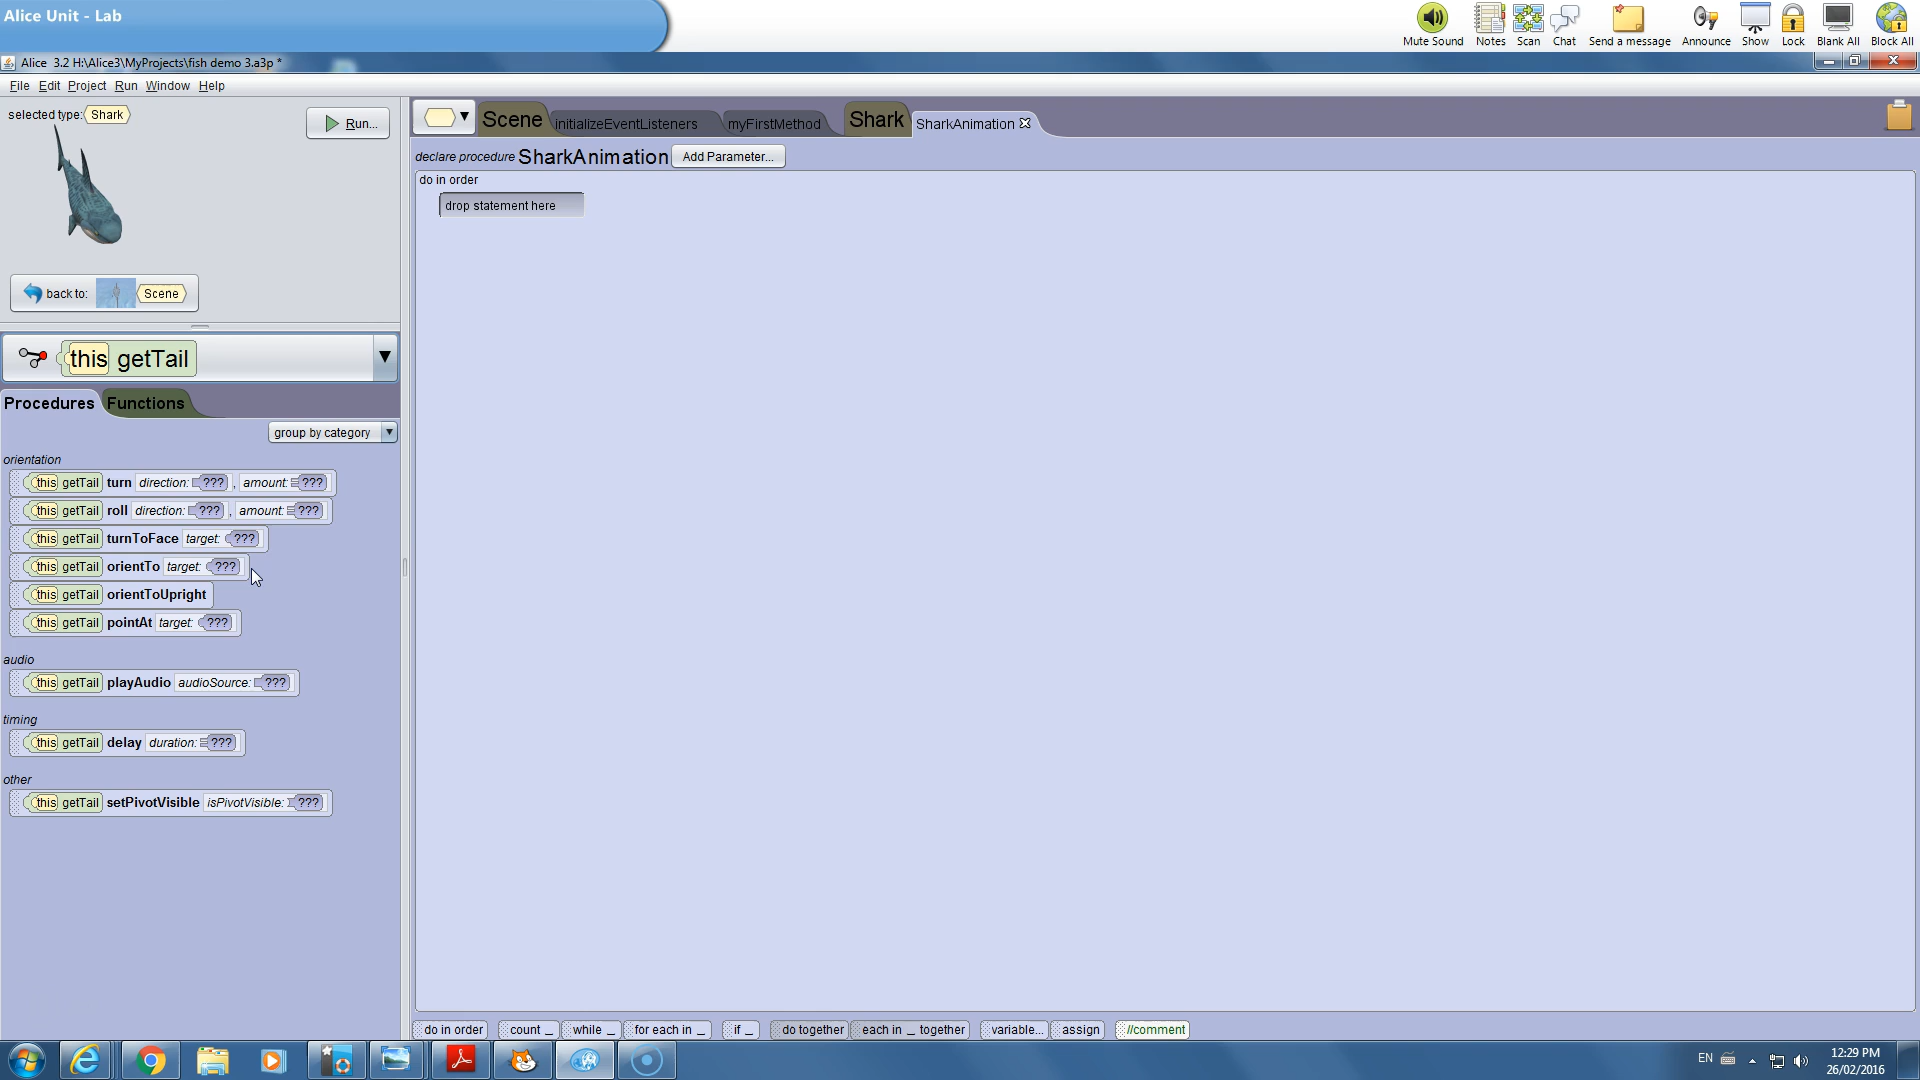 Alice Unit - Lab
Mute Sound Notes Scan Chat Send a message Announce Show Lock Blank All Block All
Alice 3.2 H:\Alice3\MyProjects\fish demo 3.a3p *
File Edit Project Run Window Help
selected type: Shark
Run...
back to: Scene
this getTail
Procedures Functions
group by category
orientation
this getTail turn direction: ??? , amount: ???
this getTail roll direction: ??? , amount: ???
this getTail turnToFace target: ???
this getTail orientTo target: ???
this getTail orientToUpright
this getTail pointAt target: ???
audio
this getTail playAudio audioSource: ???
timing
this getTail delay duration: ???
other
this getTail setPivotVisible isPivotVisible: ???
Scene initializeEventListeners myFirstMethod Shark SharkAnimation
declare procedure SharkAnimation Add Parameter...
do in order
drop statement here
do in order count _ while _ for each in _ if _ do together each in _ together variable... assign //comment
EN 12:29 PM
26/02/2016